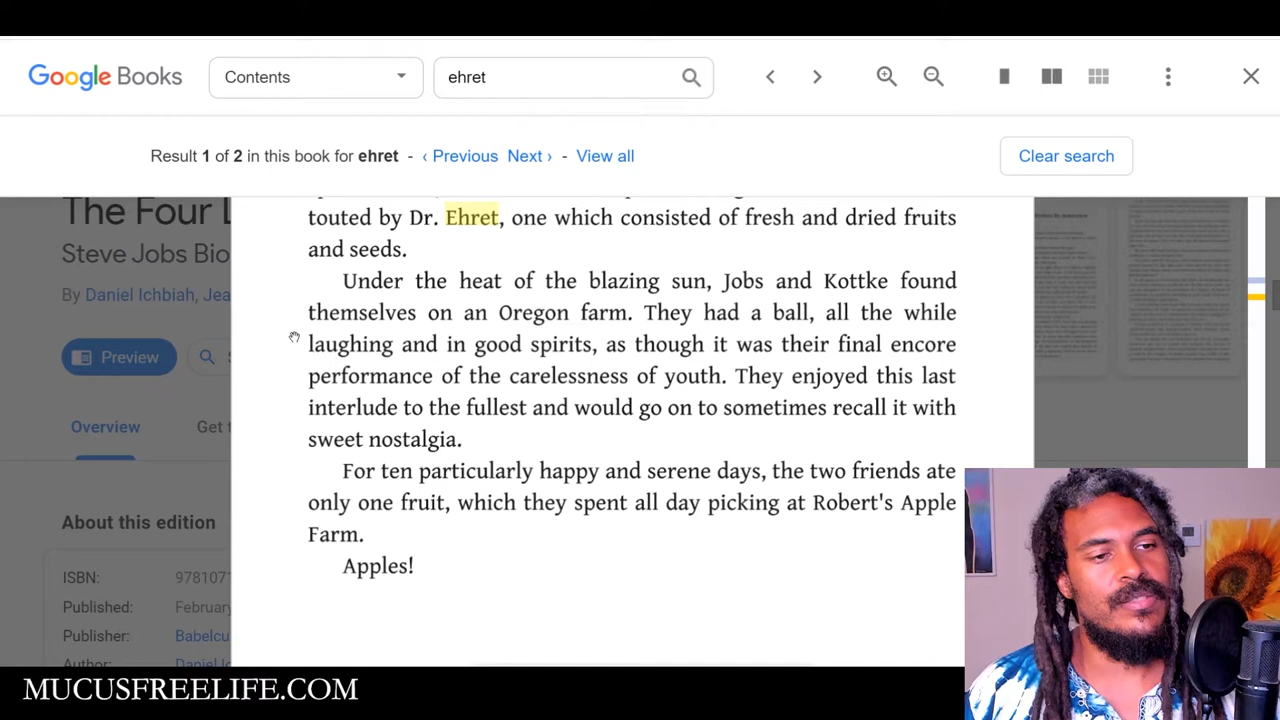 Google Books
Contents
ehret
Result 1 of 2 in this book for ehret - ‹ Previous Next › - View all
Clear search
The Four L
Steve Jobs Bio
By Daniel Ichbiah, Jea
Preview
Overview
Get t
About this edition
ISBN: 978107
Published: February
Publisher: Babelcu
Author:
touted by Dr. Ehret, one which consisted of fresh and dried fruits
and seeds.
Under the heat of the blazing sun, Jobs and Kottke found
themselves on an Oregon farm. They had a ball, all the while
laughing and in good spirits, as though it was their final encore
performance of the carelessness of youth. They enjoyed this last
interlude to the fullest and would go on to sometimes recall it with
sweet nostalgia.
For ten particularly happy and serene days, the two friends ate
only one fruit, which they spent all day picking at Robert's Apple
Farm.
Apples!
MUCUSFREELIFE.COM